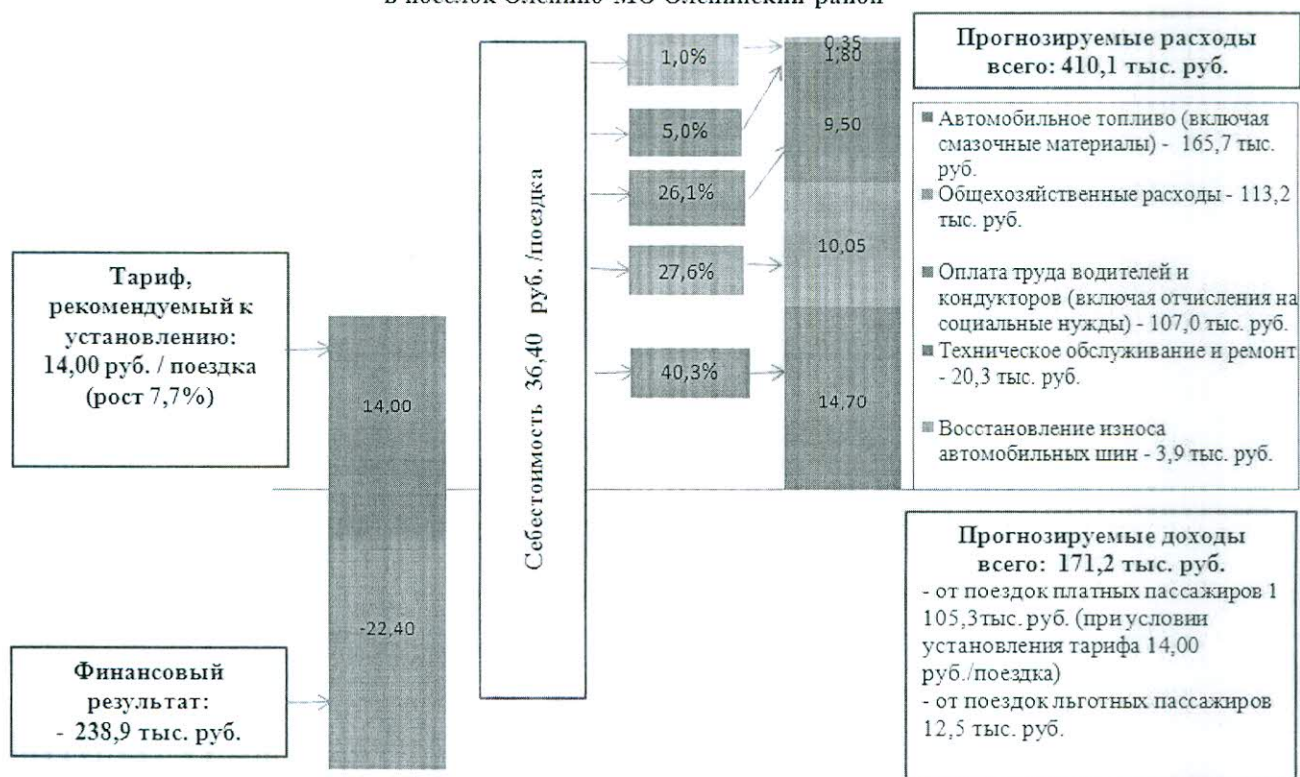 в поселок Оленино МО Оленинский район
Тариф,
рекомендуемый к
установлению:
14,00 руб. / поездка
(рост 7,7%)
Финансовый
результат:
- 238,9 тыс. руб.
14,00
-22,40
Себестоимость 36,40 руб. /поездка
1,0%
5,0%
26,1%
27,6%
40,3%
0,35
1,80
9,50
10,05
14,70
Прогнозируемые расходы
всего: 410,1 тыс. руб.
Автомобильное топливо (включая
смазочные материалы) - 165,7 тыс.
руб.
Общехозяйственные расходы - 113,2
тыс. руб.
Оплата труда водителей и
кондукторов (включая отчисления на
социальные нужды) - 107,0 тыс. руб.
Техническое обслуживание и ремонт
- 20,3 тыс. руб.
Восстановление износа
автомобильных шин - 3,9 тыс. руб.
Прогнозируемые доходы
всего: 171,2 тыс. руб.
- от поездок платных пассажиров 1
105,3тыс. руб. (при условии
установления тарифа 14,00
руб./поездка)
- от поездок льготных пассажиров
12,5 тыс. руб.